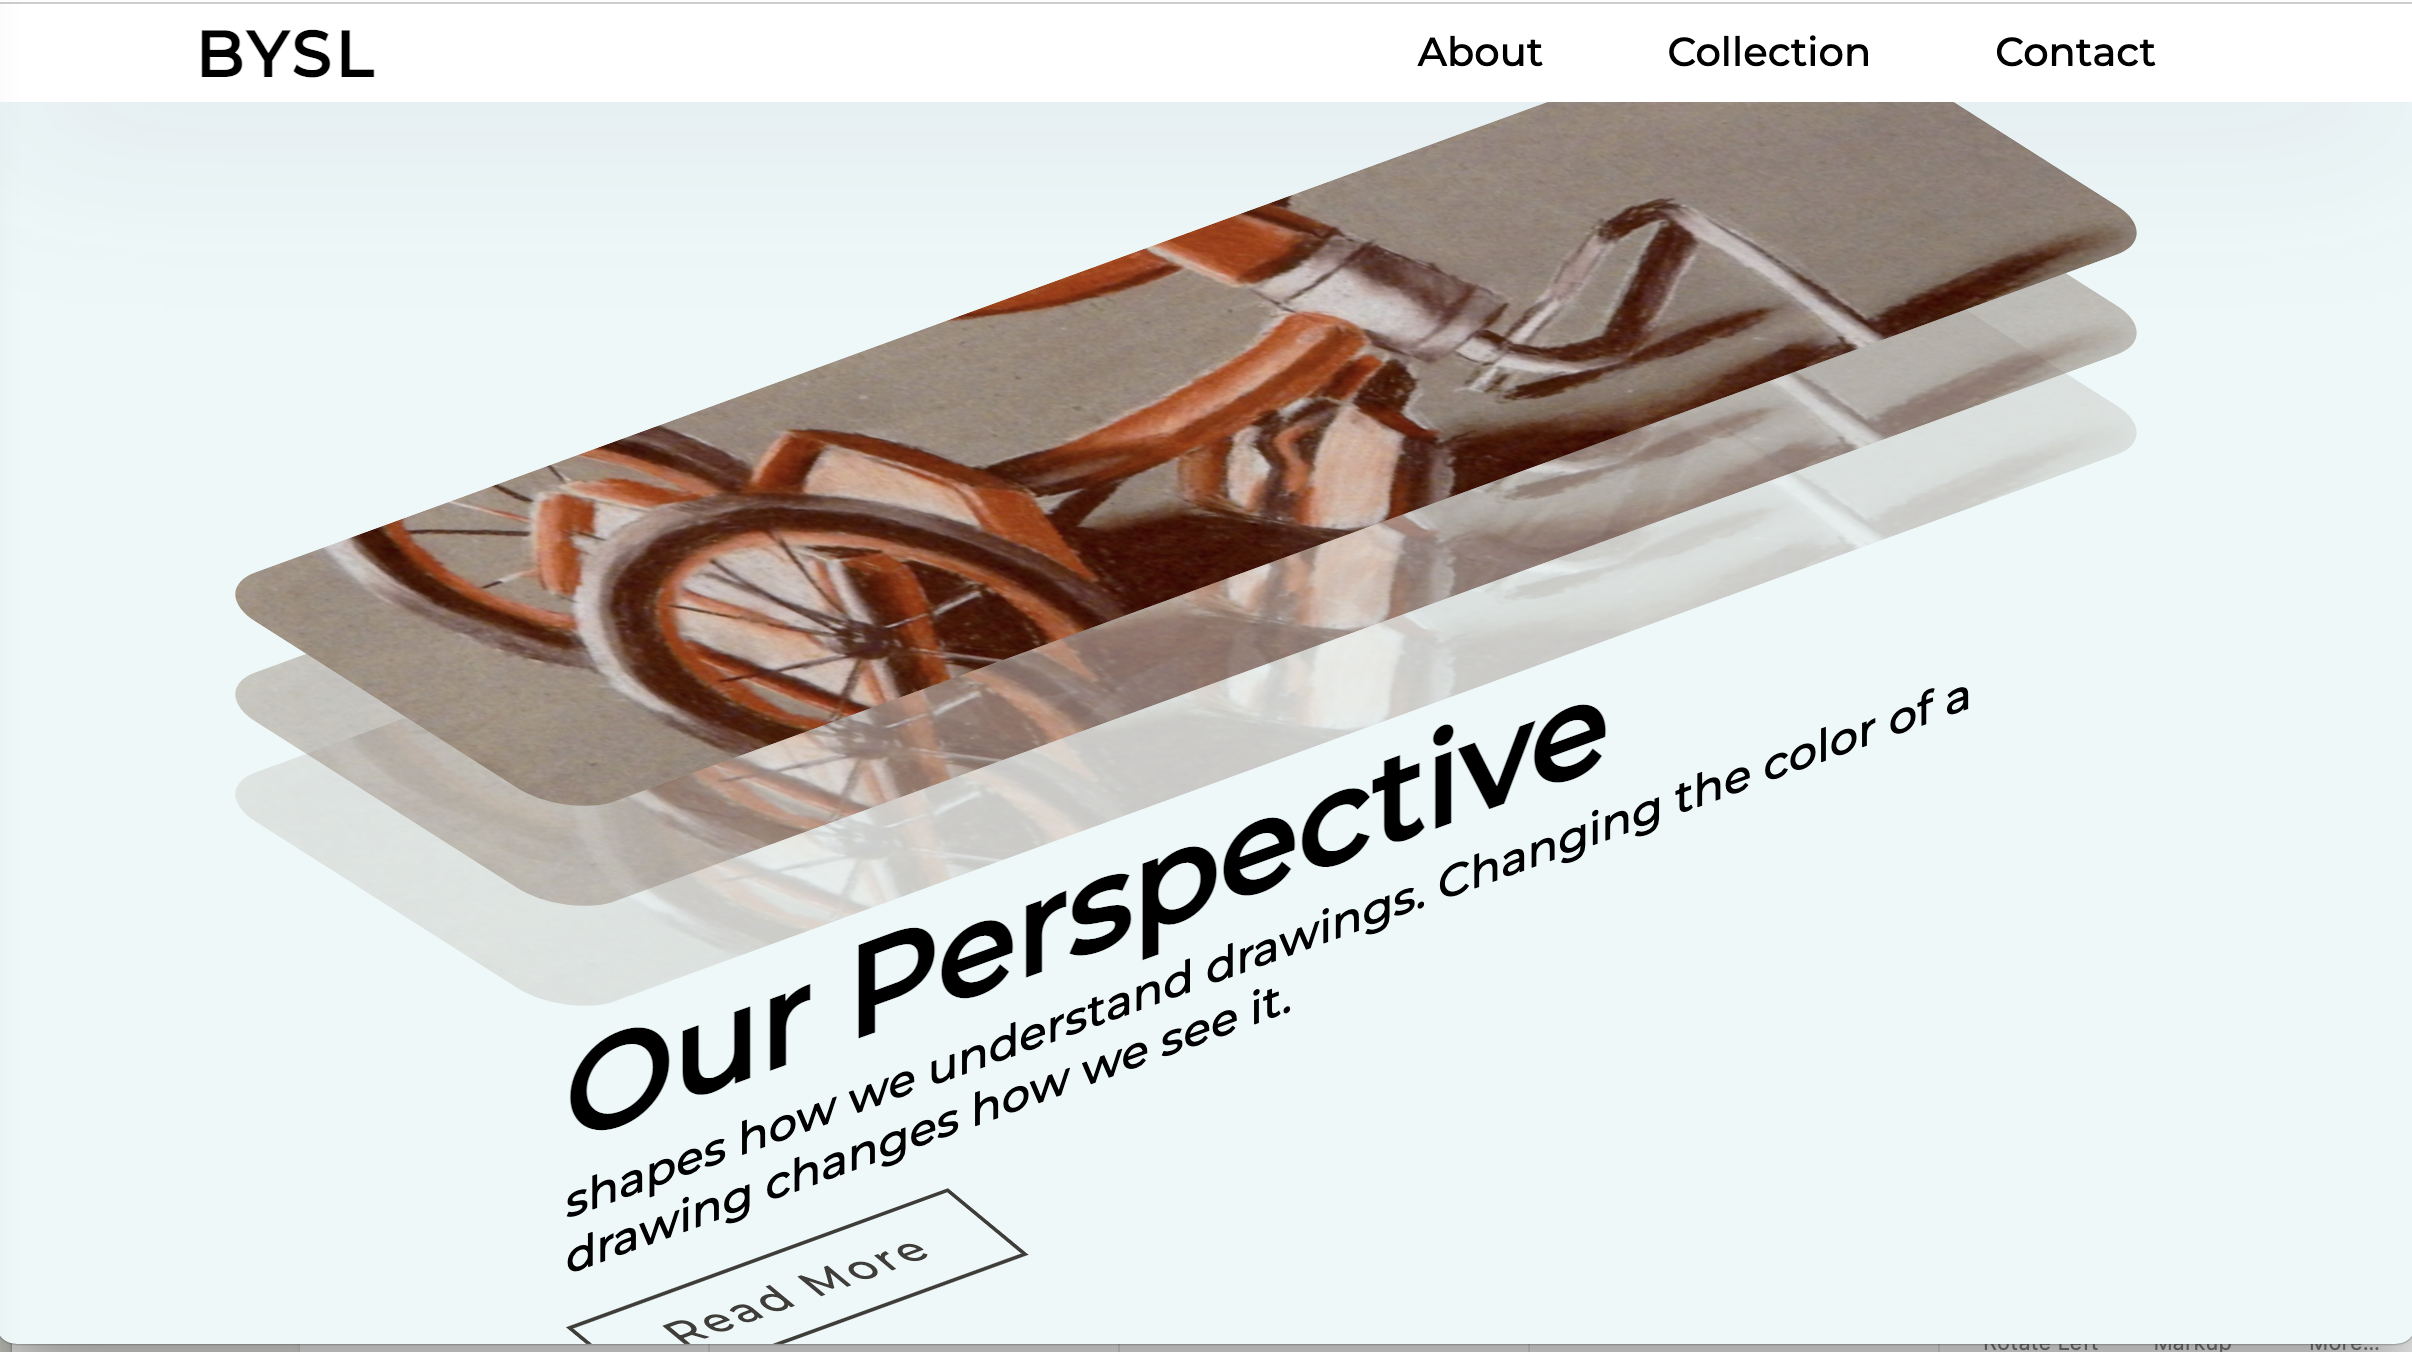 BYSL
About Collection Contact
Our Perspective
shapes how we understand drawings. Changing the color of a
drawing changes how we see it.
Read More
Rotate Left Markup More...